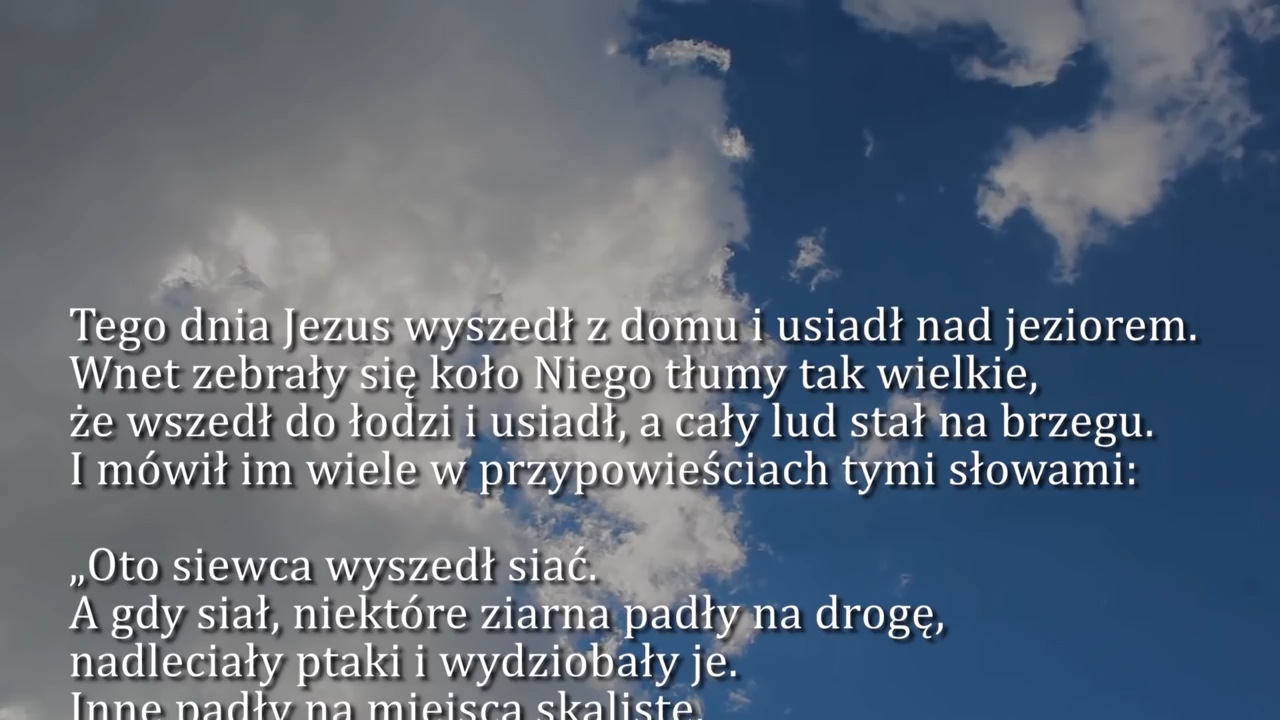 Tego dnia Jezus wyszedł z domu i usiadł nad jeziorem.
Wnet zebrały się koło Niego tłumy tak wielkie,
że wszedł do łodzi i usiadł, a cały lud stał na brzegu.
I mówił im wiele w przypowieściach tymi słowami:
„Oto siewca wyszedł siać.
A gdy siał, niektóre ziarna padły na drogę,
nadleciały ptaki i wydziobały je.
Inne padły na miejsca skaliste,